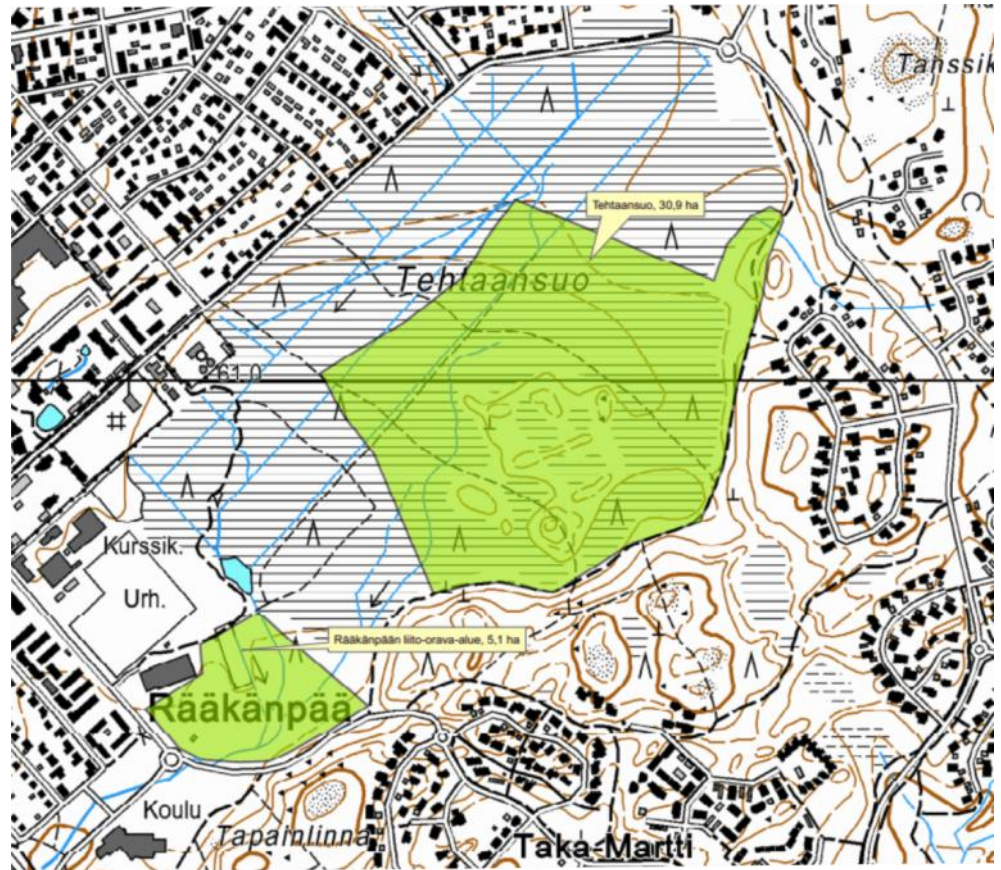 Tanssik
Tehtaansuo, 30,9 ha
Tehtaansuo
61.0
Kurssik.
Urh.
Rääkänpään liito-orava-alue, 5,1 ha
Rääkänpää
Koulu
Tapainlinna
Taka-Martti